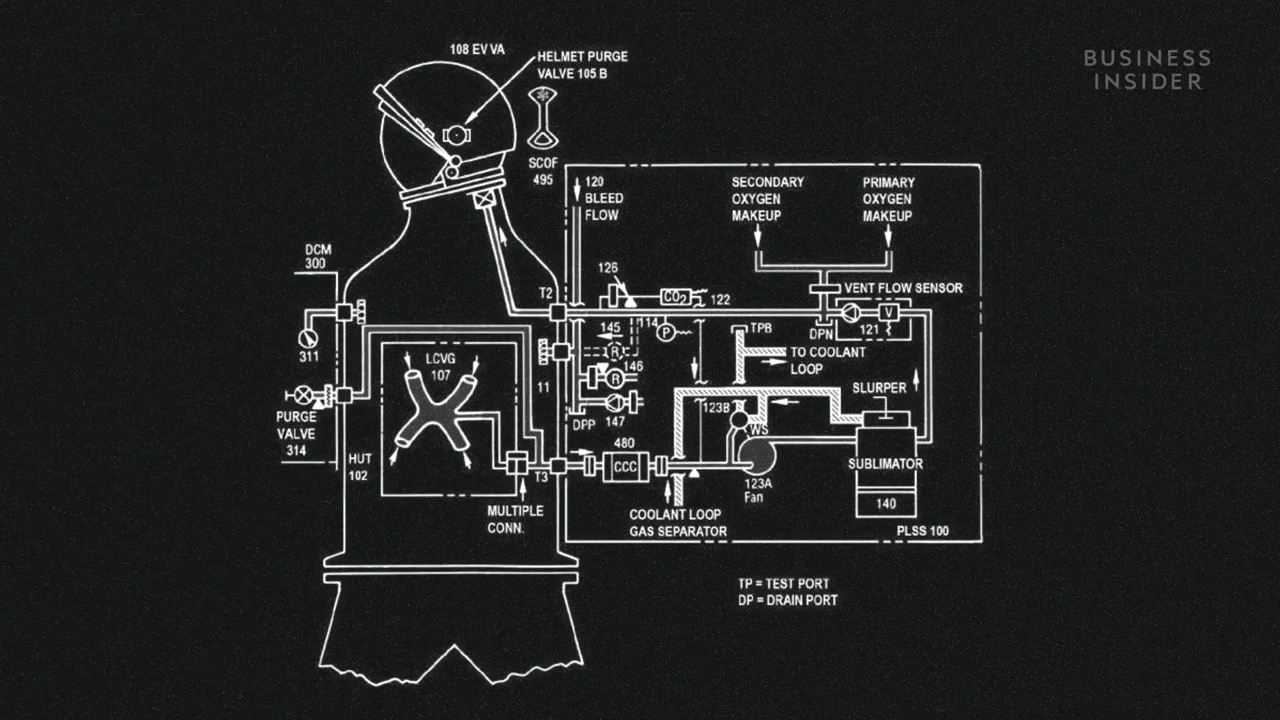 BUSINESS
INSIDER
108 EV VA
HELMET PURGE
VALVE 105 B
SCOF
495
120
BLEED
FLOW
SECONDARY
OXYGEN
MAKEUP
PRIMARY
OXYGEN
MAKEUP
DCM
300
126
CO2
122
T2
VENT FLOW SENSOR
114
P
DPN
121
V
311
145
R
TPB
TO COOLANT
LOOP
LCVG
107
146
R
11
SLURPER
147
DPP
123B
WS
PURGE
VALVE
314
480
CCC
HUT
102
T3
SUBLIMATOR
123A
Fan
140
MULTIPLE
CONN.
COOLANT LOOP
GAS SEPARATOR
PLSS 100
TP = TEST PORT
DP = DRAIN PORT